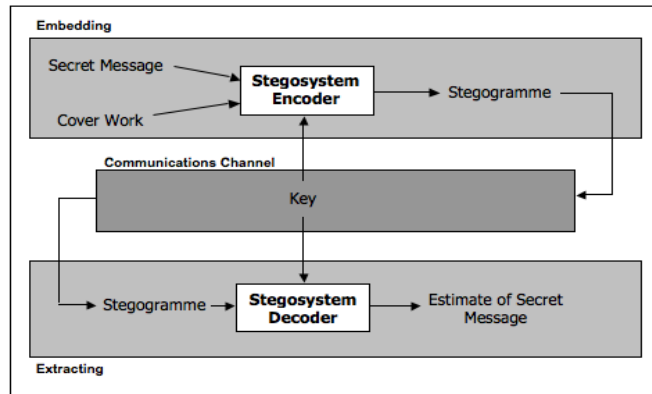 Embedding
Secret Message
Stegosystem
Encoder
Stegogramme
Cover Work
Communications Channel
Key
Stegogramme
Stegosystem
Decoder
Estimate of Secret
Message
Extracting